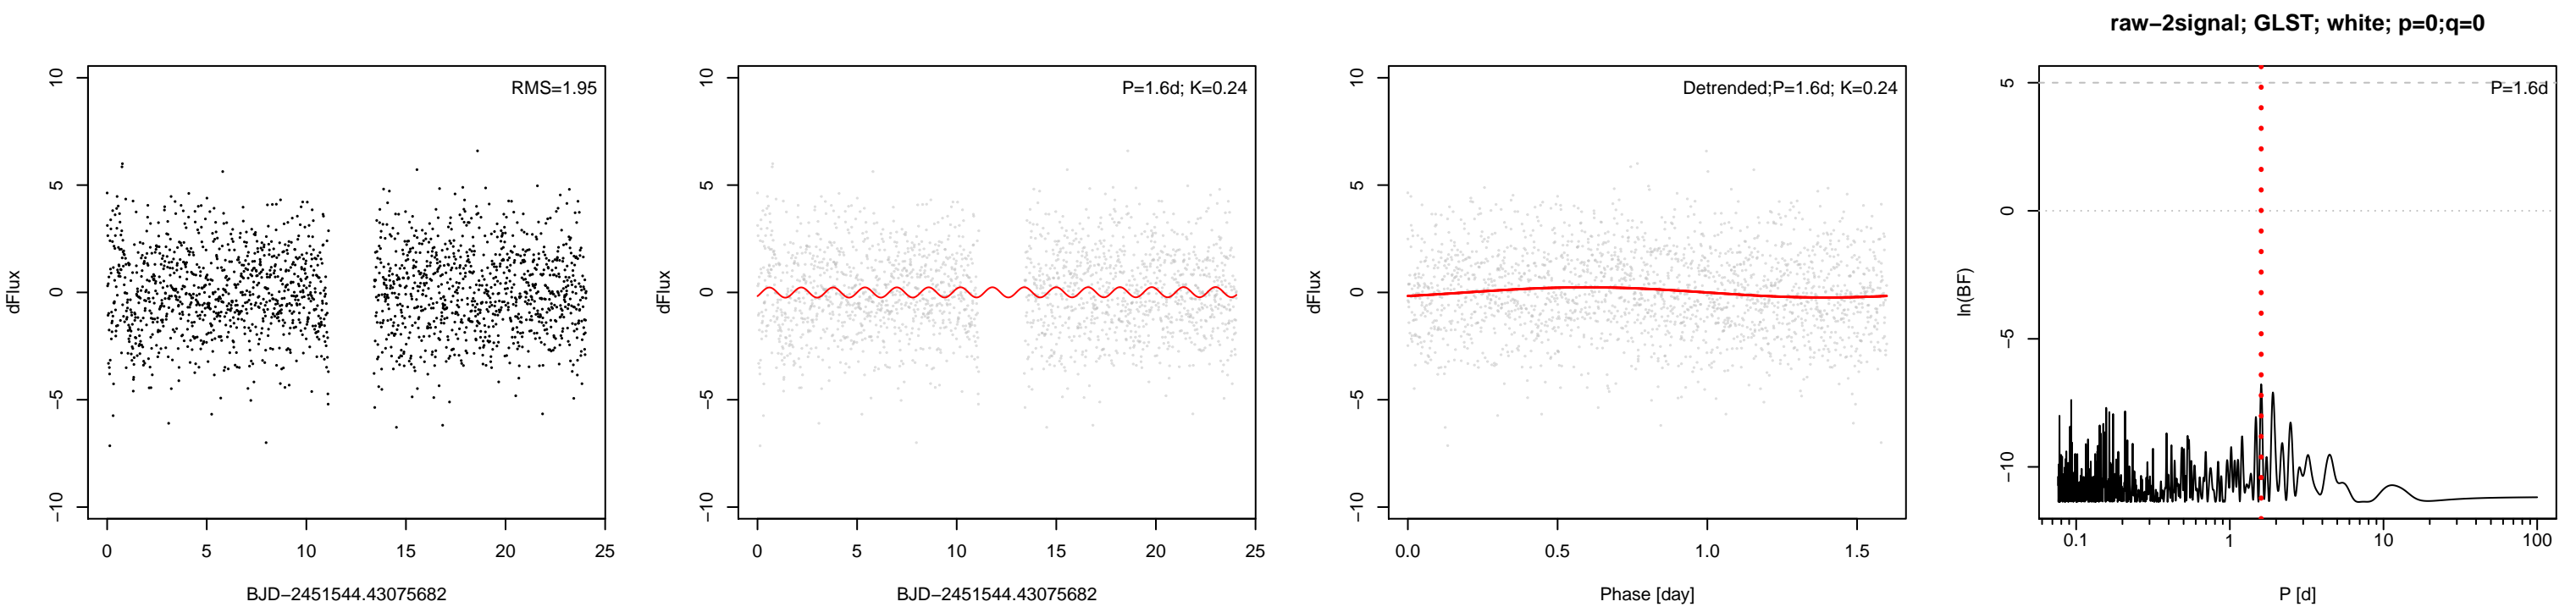 raw−2signal; GLST; white; p=0;q=0
RMS=1.95
10
5
0
−5
−10
dFlux
0 5 10 15 20 25
BJD−2451544.43075682
P=1.6d; K=0.24
10
5
0
−5
−10
dFlux
0 5 10 15 20 25
BJD−2451544.43075682
Detrended;P=1.6d; K=0.24
10
5
0
−5
−10
dFlux
0.0 0.5 1.0 1.5
Phase [day]
P=1.6d
5
0
−5
−10
ln(BF)
0.1 1 10 100
P [d]